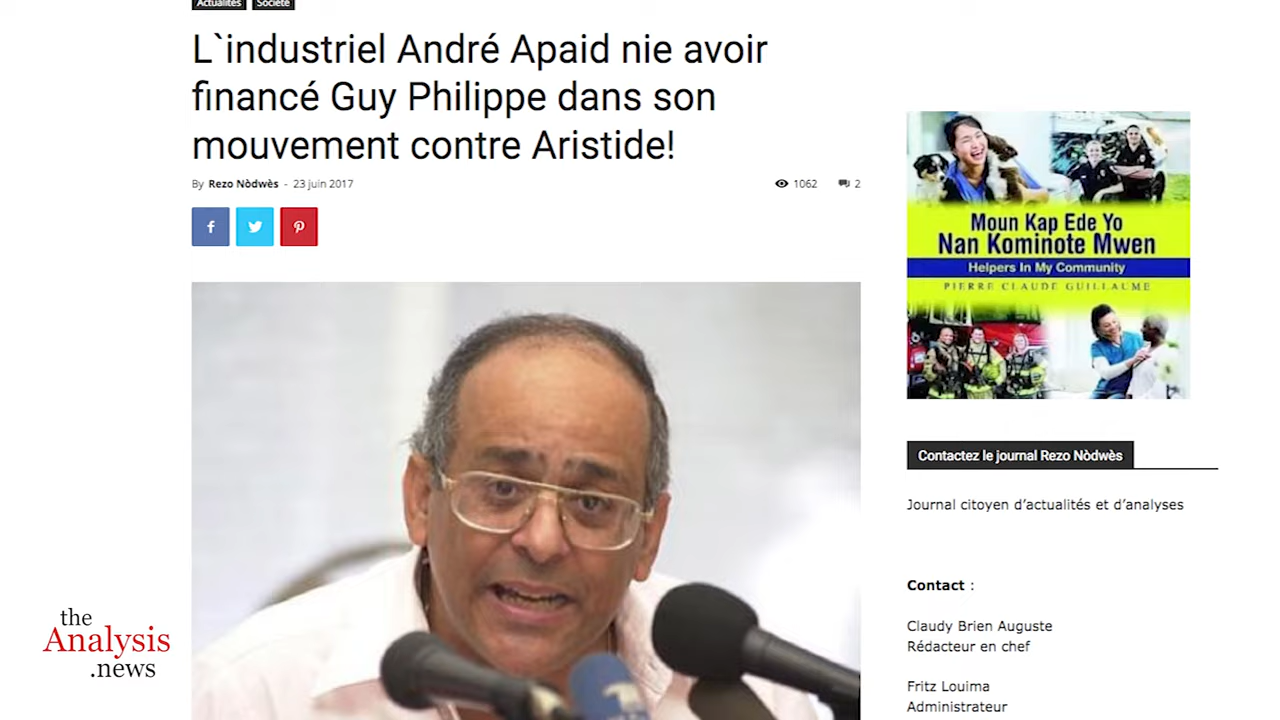 Actualités Société
L`industriel André Apaid nie avoir
financé Guy Philippe dans son
mouvement contre Aristide!
By Rezo Nòdwès - 23 juin 2017
1062 2
Moun Kap Ede Yo
Nan Kominote Mwen
Helpers In My Community
PIERRE CLAUDE GUILLAUME
Contactez le journal Rezo Nòdwès
Journal citoyen d’actualités et d’analyses
Contact :
Claudy Brien Auguste
Rédacteur en chef
Fritz Louima
Administrateur
the
Analysis
.news